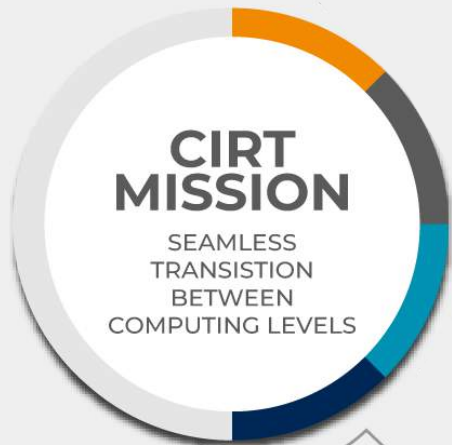 CIRT
MISSION
SEAMLESS
TRANSISTION
BETWEEN
COMPUTING LEVELS